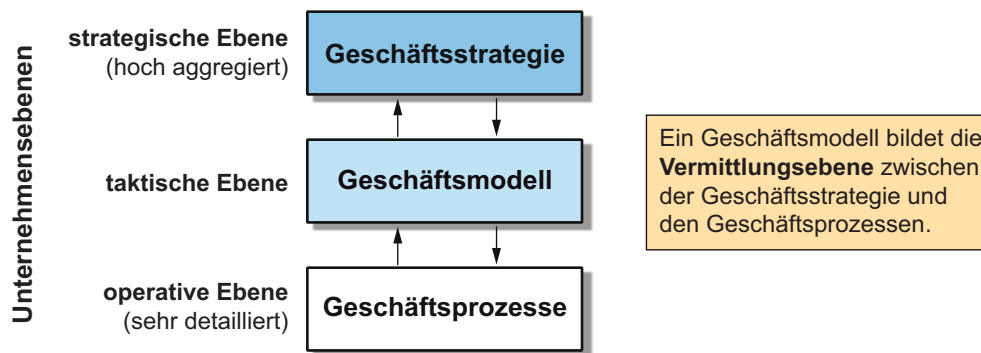 Unternehmensebenen
strategische Ebene
(hoch aggregiert)
Geschäftsstrategie
taktische Ebene
Geschäftsmodell
operative Ebene
(sehr detailliert)
Geschäftsprozesse
Ein Geschäftsmodell bildet die
Vermittlungsebene zwischen
der Geschäftsstrategie und
den Geschäftsprozessen.